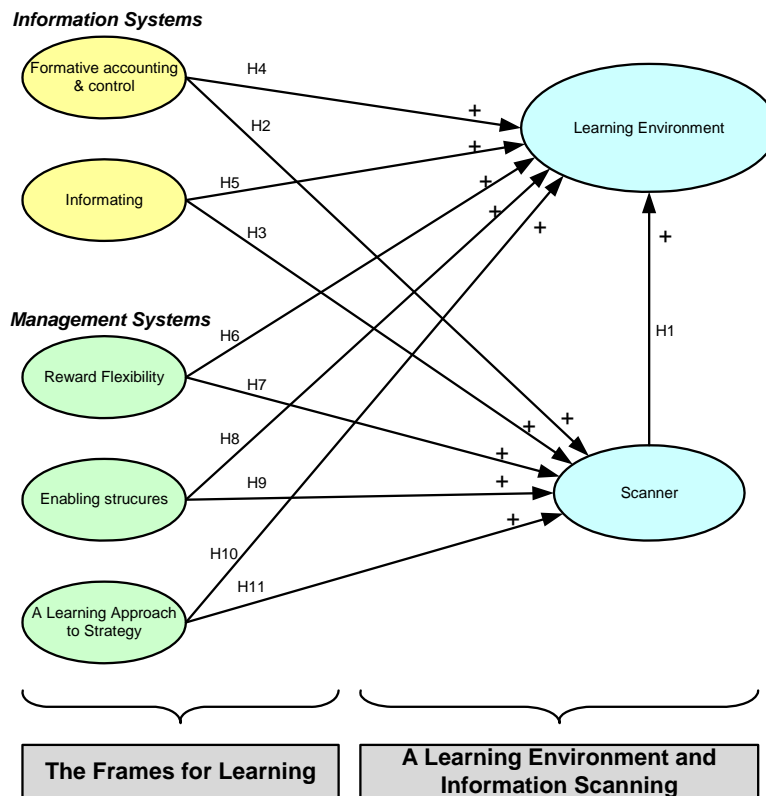 Information Systems
Formative accounting
& control
H4
+
Learning Environment
H2
+
Informating
H5
+
+
H3
+
+
Management Systems
H6
H1
Reward Flexibility
H7
+
+
H8
+
Enabling strucures
H9
+
Scanner
+
H10
H11
A Learning Approach
to Strategy
The Frames for Learning
A Learning Environment and
Information Scanning